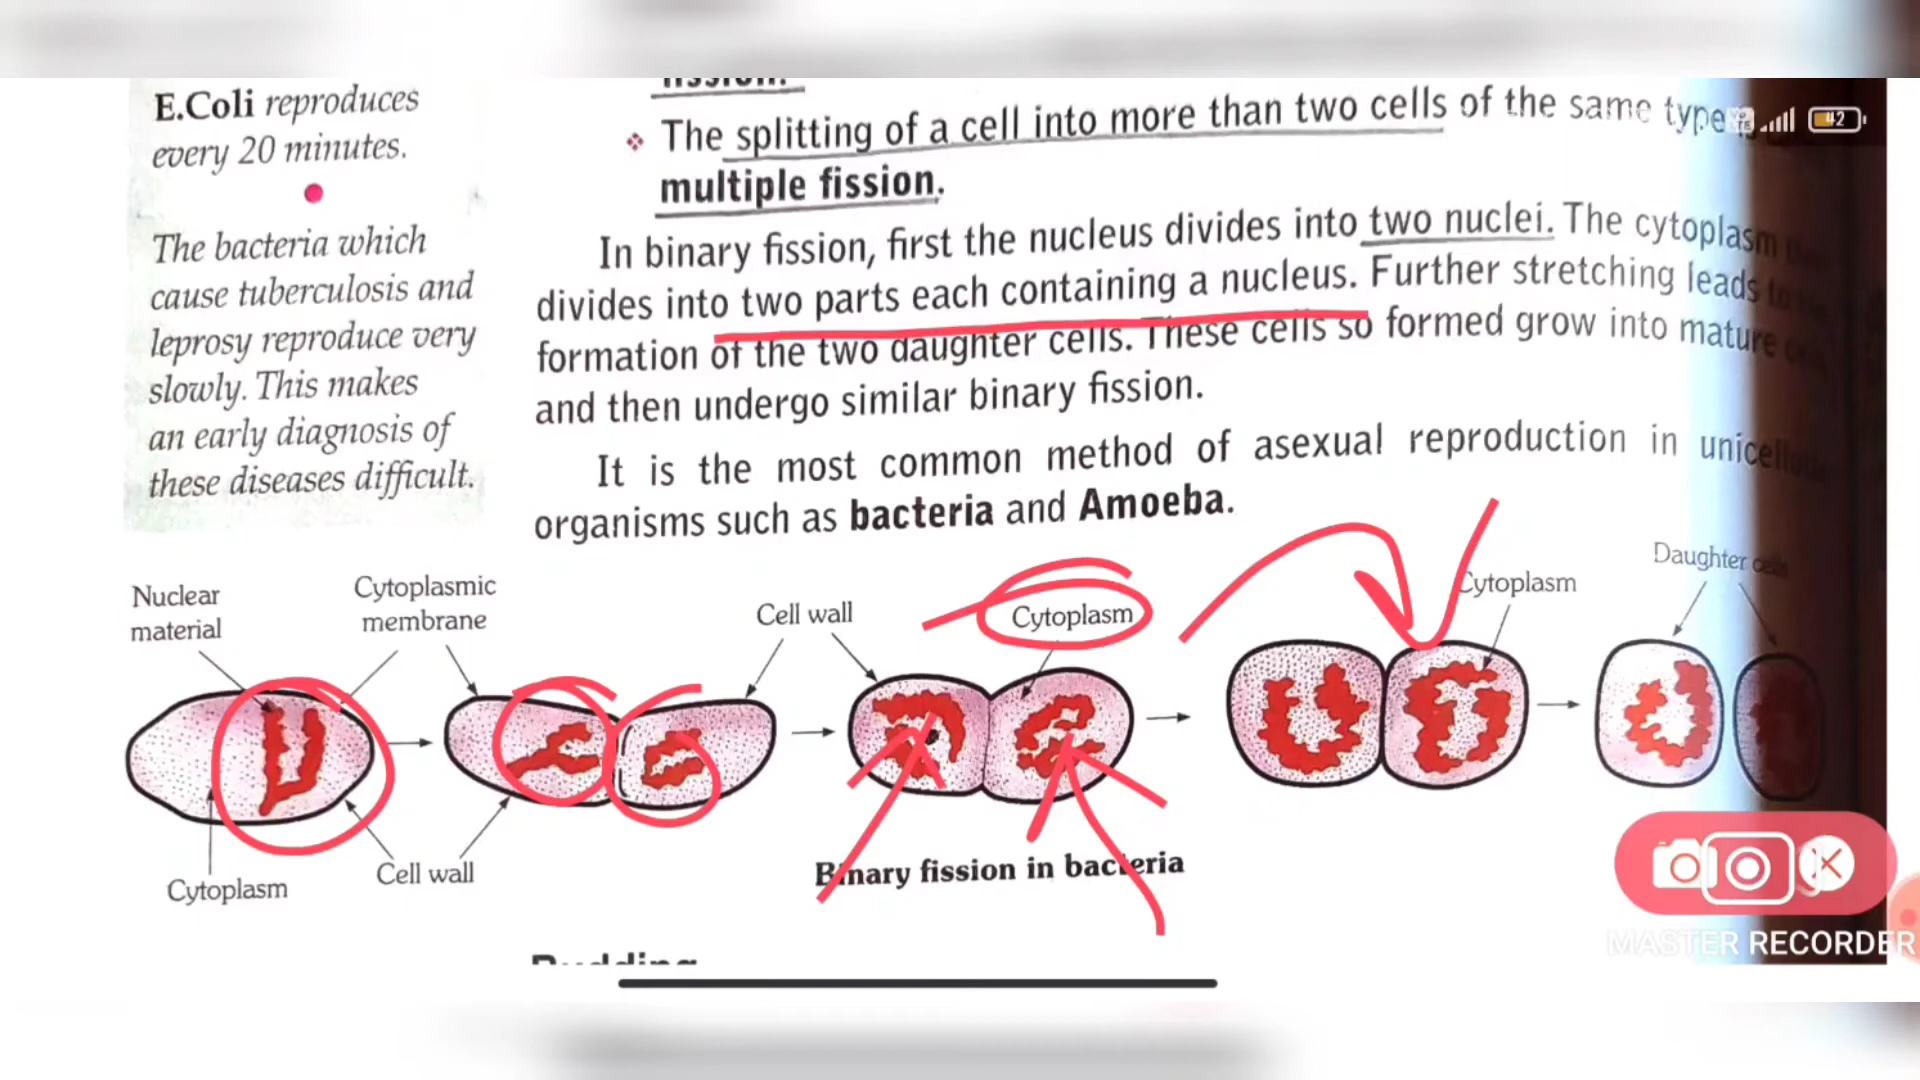 E.Coli reproduces
every 20 minutes.
The bacteria which
cause tuberculosis and
leprosy reproduce very
slowly. This makes
an early diagnosis of
these diseases difficult.
fission.
The splitting of a cell into more than two cells of the same type
multiple fission.
In binary fission, first the nucleus divides into two nuclei. The cytoplasm
divides into two parts each containing a nucleus. Further stretching leads to
formation of the two daughter cells. These cells so formed grow into mature
and then undergo similar binary fission.
It is the most common method of asexual reproduction in unicellular
organisms such as bacteria and Amoeba.
Nuclear
material
Cytoplasmic
membrane
Cell wall
Cytoplasm
Cytoplasm
Daughter cells
Cytoplasm
Cell wall
Binary fission in bacteria
Budding
42
MASTER RECORDER